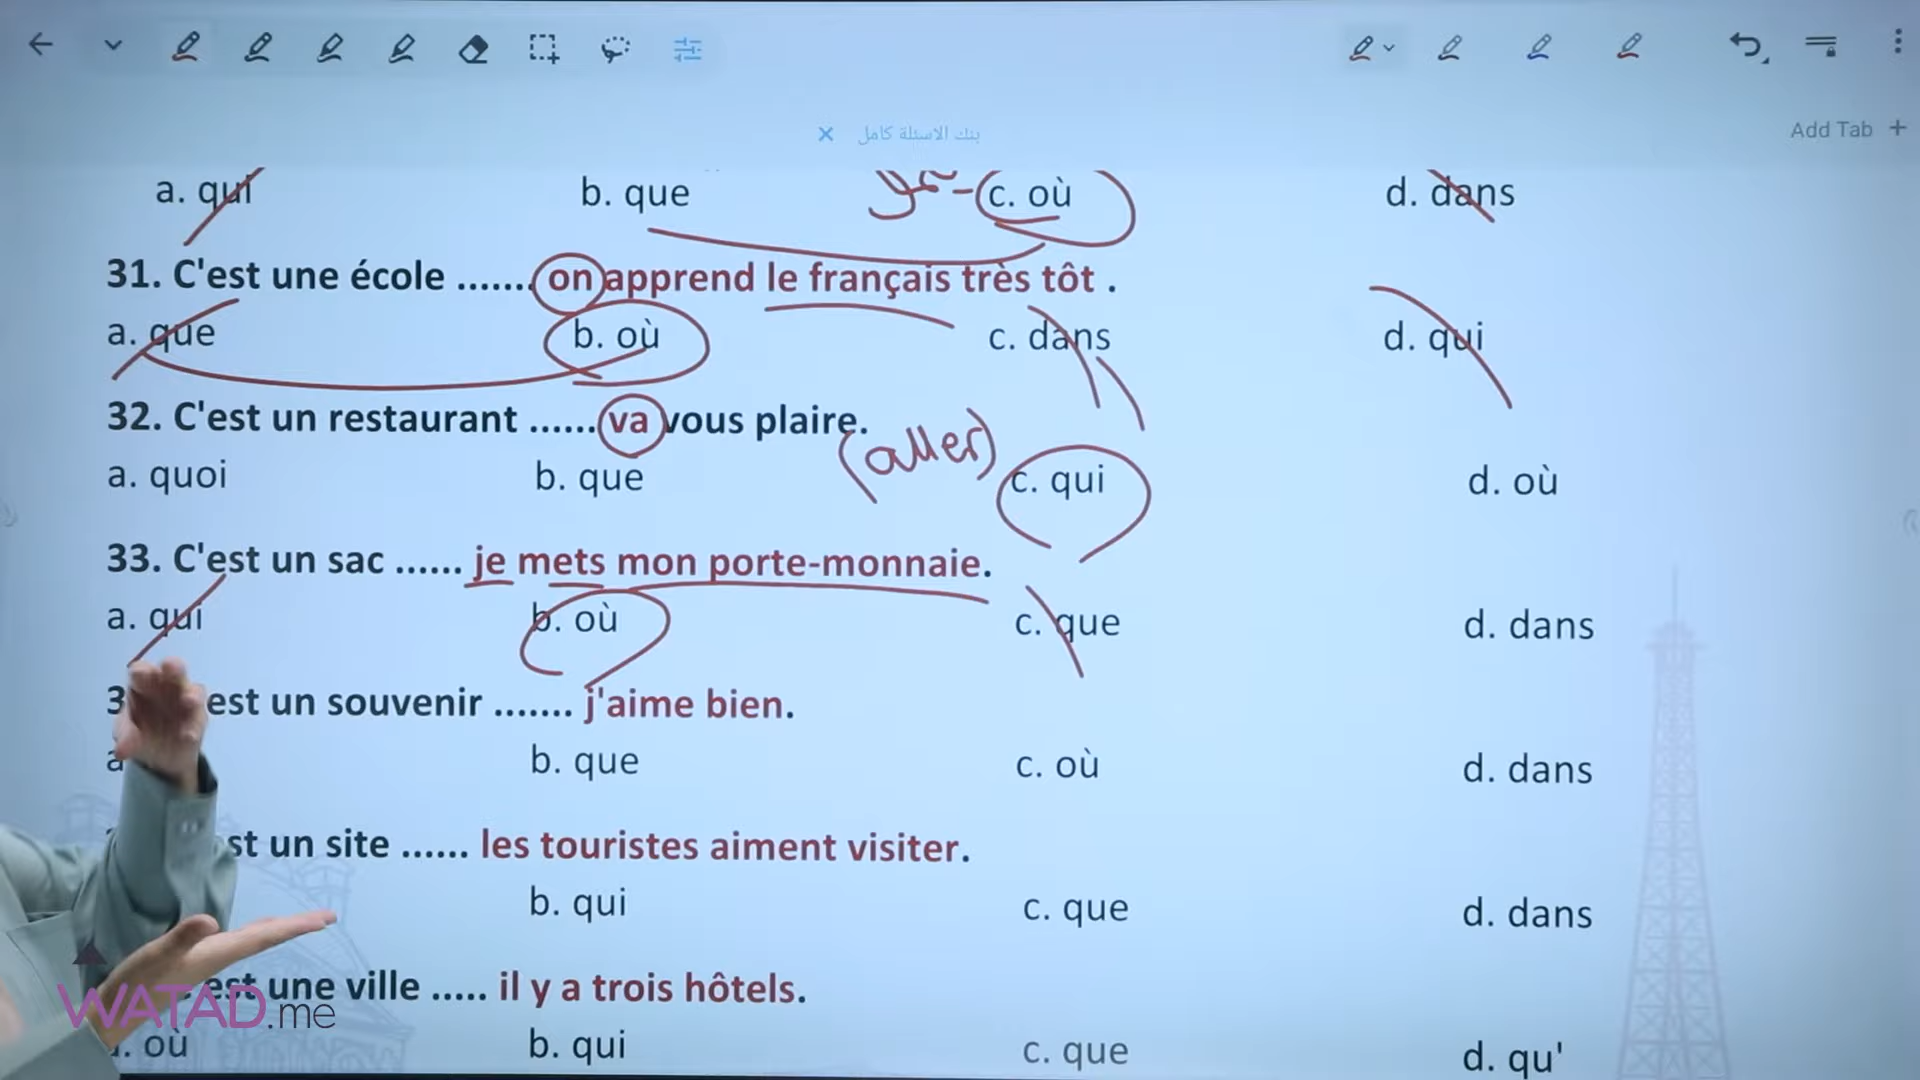 بنك الاسئلة كامل
Add Tab +
a. qui b. que c. où d. dans
31. C'est une école ....... on apprend le français très tôt .
a. que b. où c. dans d. qui
32. C'est un restaurant ...... va vous plaire.
(aller)
a. quoi b. que c. qui d. où
33. C'est un sac ...... je mets mon porte-monnaie.
a. qui b. où c. que d. dans
3 est un souvenir ....... j'aime bien.
a b. que c. où d. dans
st un site ...... les touristes aiment visiter.
b. qui c. que d. dans
est une ville ..... il y a trois hôtels.
WATAD.me
. où b. qui c. que d. qu'